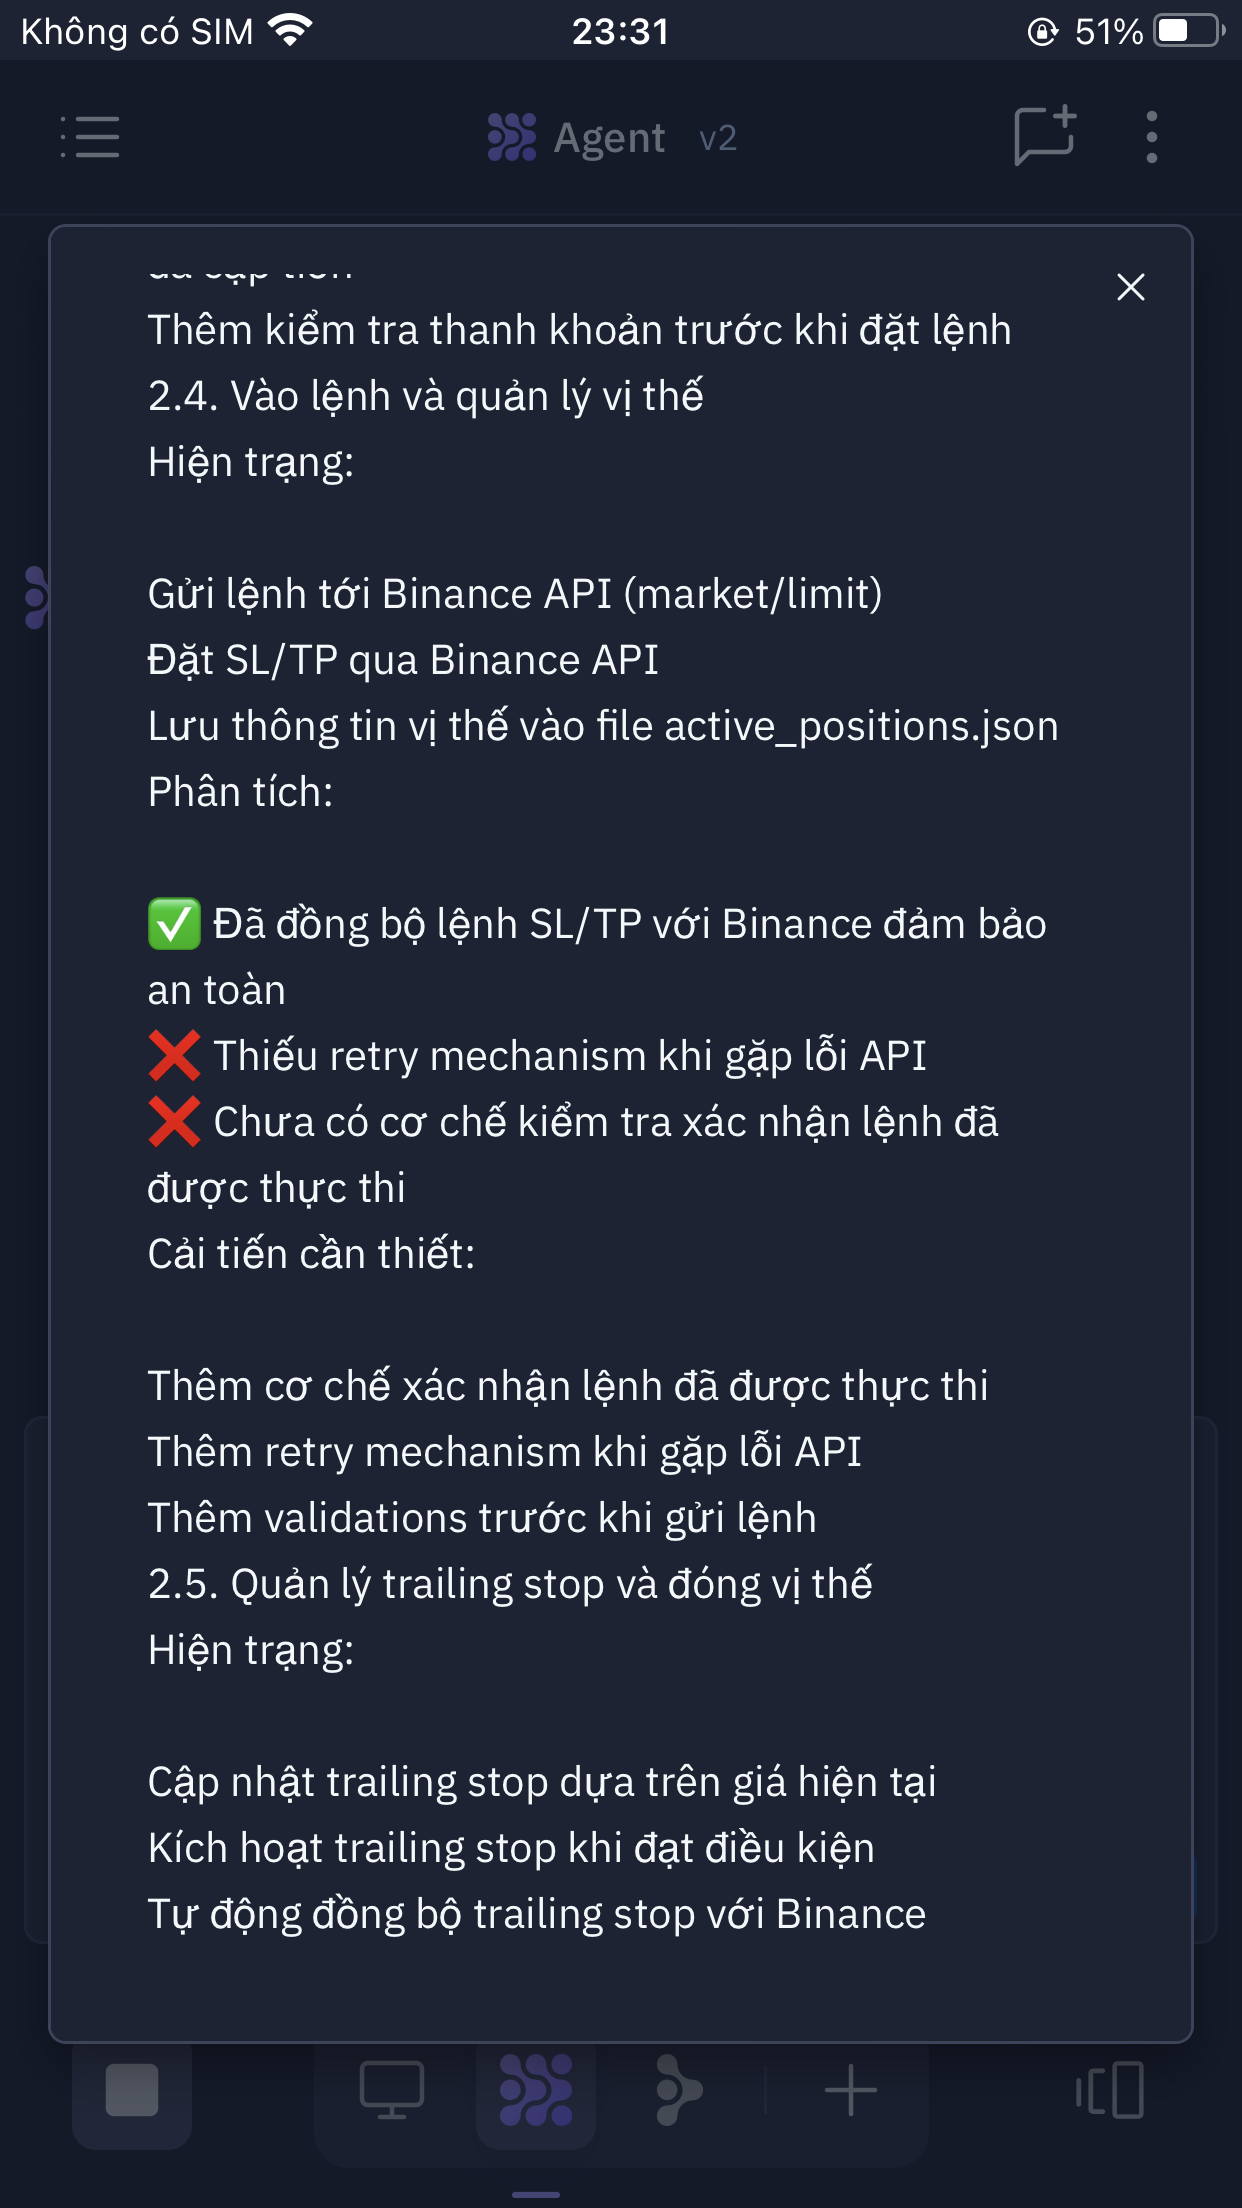 Không có SIM
23:31
51%
Agent v2
Thêm kiểm tra thanh khoản trước khi đặt lệnh
2.4. Vào lệnh và quản lý vị thế
Hiện trạng:
Gửi lệnh tới Binance API (market/limit)
Đặt SL/TP qua Binance API
Lưu thông tin vị thế vào file active_positions.json
Phân tích:
✅ Đã đồng bộ lệnh SL/TP với Binance đảm bảo
an toàn
❌ Thiếu retry mechanism khi gặp lỗi API
❌ Chưa có cơ chế kiểm tra xác nhận lệnh đã
được thực thi
Cải tiến cần thiết:
Thêm cơ chế xác nhận lệnh đã được thực thi
Thêm retry mechanism khi gặp lỗi API
Thêm validations trước khi gửi lệnh
2.5. Quản lý trailing stop và đóng vị thế
Hiện trạng:
Cập nhật trailing stop dựa trên giá hiện tại
Kích hoạt trailing stop khi đạt điều kiện
Tự động đồng bộ trailing stop với Binance